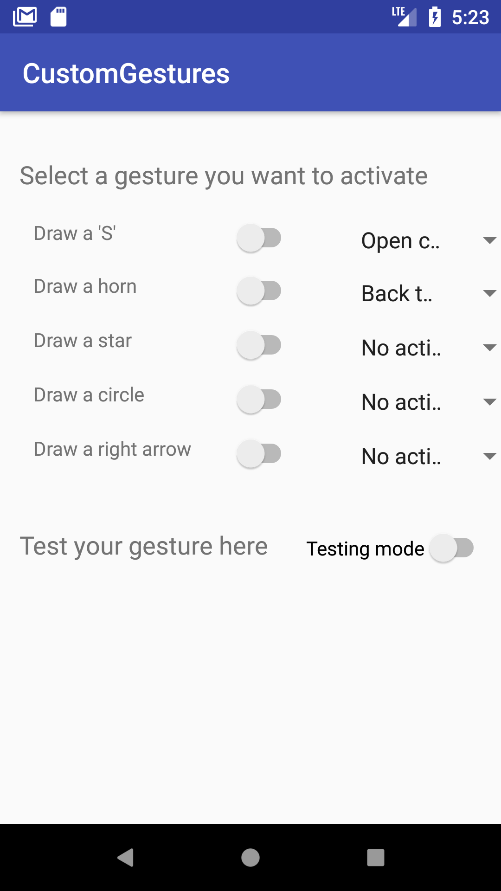 LTE 5:23
CustomGestures
Select a gesture you want to activate
Draw a 'S' Open c..
Draw a horn Back t..
Draw a star No acti..
Draw a circle No acti..
Draw a right arrow No acti..
Test your gesture here Testing mode